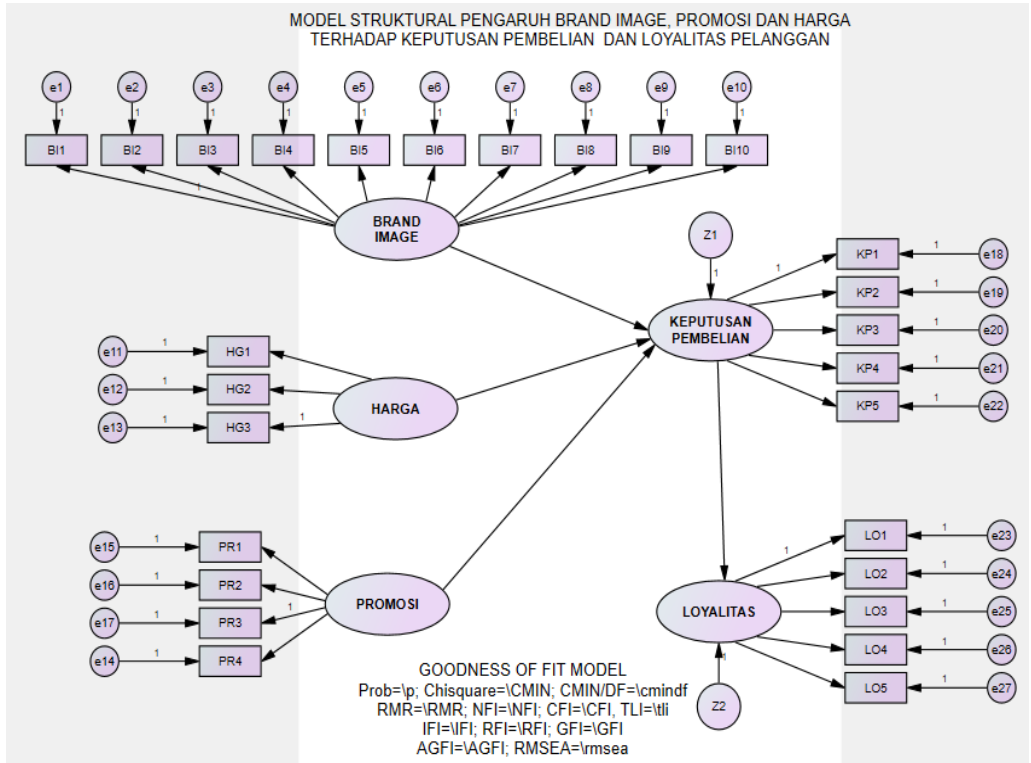 MODEL STRUKTURAL PENGARUH BRAND IMAGE, PROMOSI DAN HARGA
TERHADAP KEPUTUSAN PEMBELIAN DAN LOYALITAS PELANGGAN
e1 e2 e3 e4 e5 e6 e7 e8 e9 e10
1 1 1 1 1 1 1 1 1 1
BI1 BI2 BI3 BI4 BI5 BI6 BI7 BI8 BI9 BI10
1
BRAND
IMAGE
Z1
1
KEPUTUSAN
PEMBELIAN
1
KP1 1 e18
KP2 1 e19
KP3 1 e20
KP4 1 e21
KP5 1 e22
e11 1 HG1
e12 1 HG2
e13 1 HG3 1
HARGA
e15 1 PR1
e16 1 PR2
e17 1 PR3 1
e14 1 PR4
PROMOSI
LOYALITAS
1
LO1 1 e23
LO2 1 e24
LO3 1 e25
LO4 1 e26
LO5 1 e27
1
Z2
GOODNESS OF FIT MODEL
Prob=\p; Chisquare=\CMIN; CMIN/DF=\cmindf
RMR=\RMR; NFI=\NFI; CFI=\CFI, TLI=\tli
IFI=\IFI; RFI=\RFI; GFI=\GFI
AGFI=\AGFI; RMSEA=\rmsea